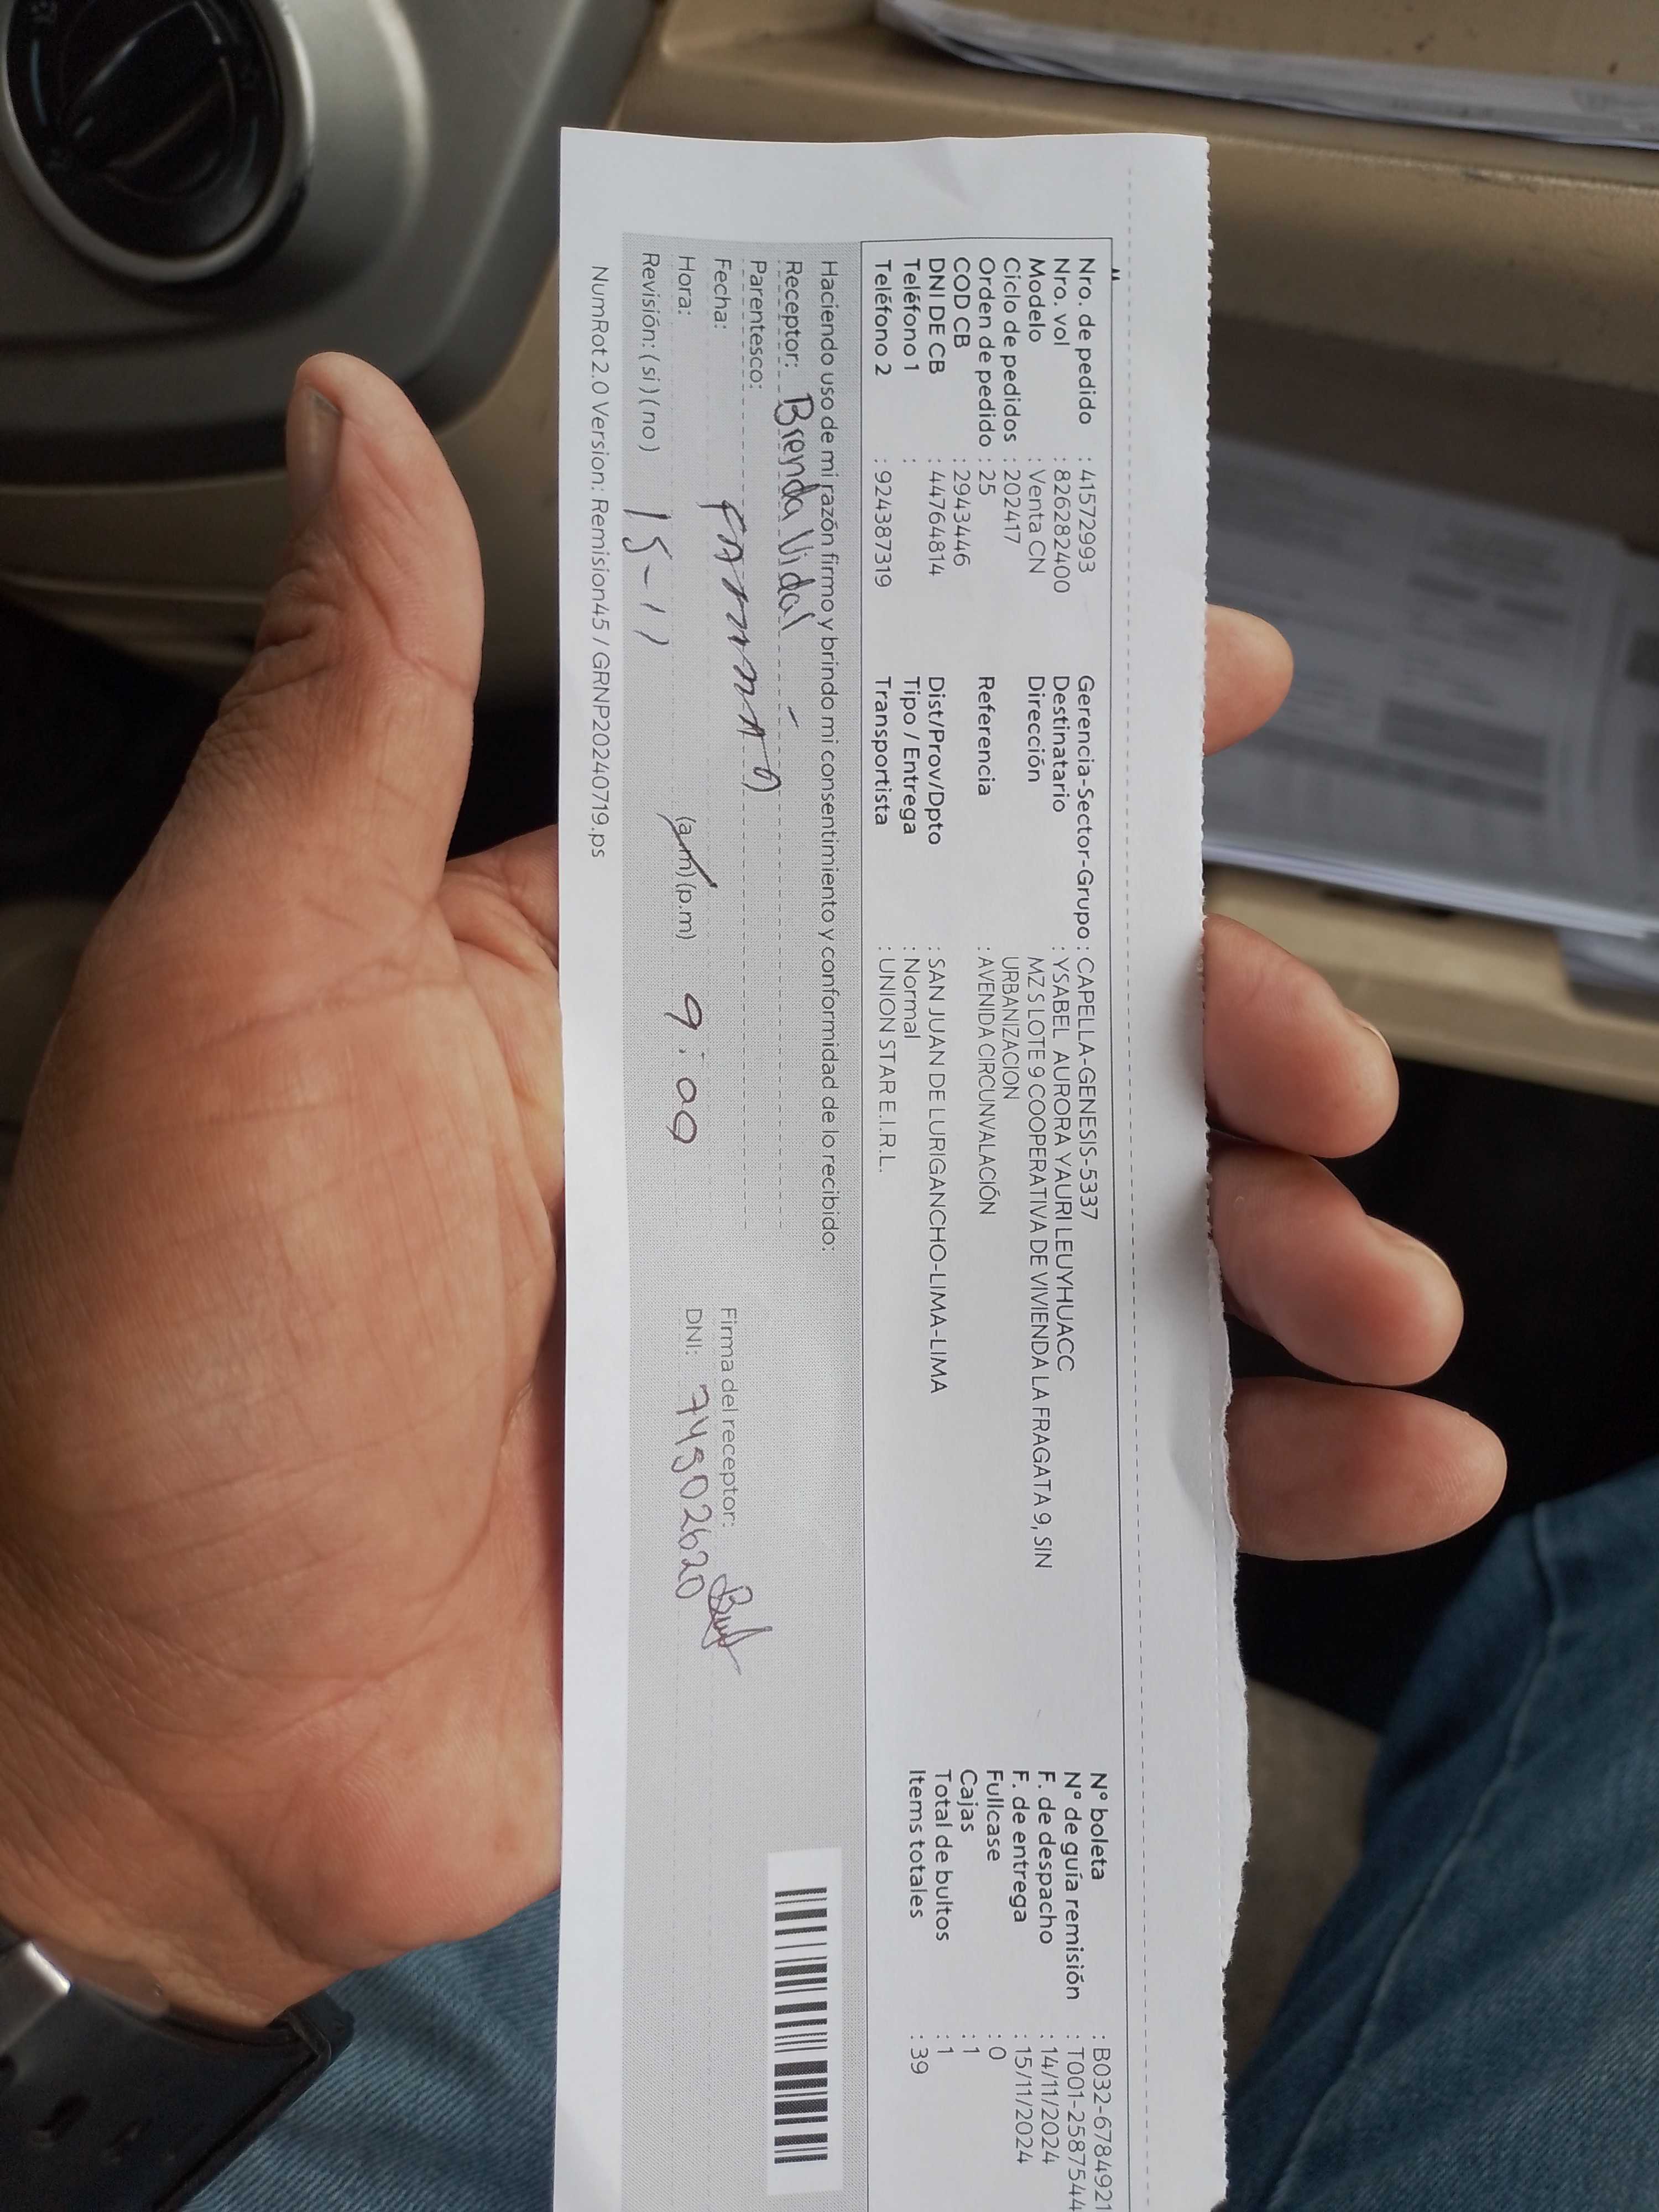 Nro. de pedido : 41572993
Nro. vol : 826282400
Modelo : Venta CN
Ciclo de pedidos : 202417
Orden de pedido : 25
COD CB : 2943446
DNI DE CB : 44764814
Teléfono 1 :
Teléfono 2 : 924387319
Gerencia-Sector-Grupo : CAPELLA-GENESIS-5337
Destinatario : YSABEL AURORA YAURI LEUYHUACC
Dirección MZ S LOTE 9 COOPERATIVA DE VIVIENDA LA FRAGATA 9, SIN
URBANIZACION
Referencia : AVENIDA CIRCUNVALACIÓN
Dist/Prov/Dpto : SAN JUAN DE LURIGANCHO-LIMA-LIMA
Tipo / Entrega : Normal
Transportista : UNION STAR E.I.R.L.
N° boleta : B032-6784921
N° de guía remisión : T001-2587544
F. de despacho : 14/11/2024
F. de entrega : 15/11/2024
Fullcase : 0
Cajas : 1
Total de bultos : 1
Items totales : 39
Haciendo uso de mi razón firmo y brindo mi consentimiento y conformidad de lo recibido:
Receptor: Brenda Vidal
Parentesco:
Fecha:
Hora: (a.m) (p.m) 9:09
Revisión: (si) (no) 15-11
Firma del receptor:
DNI: 74902620
NumRot 2.0 Version: Remision45 / GRNP20240719.ps